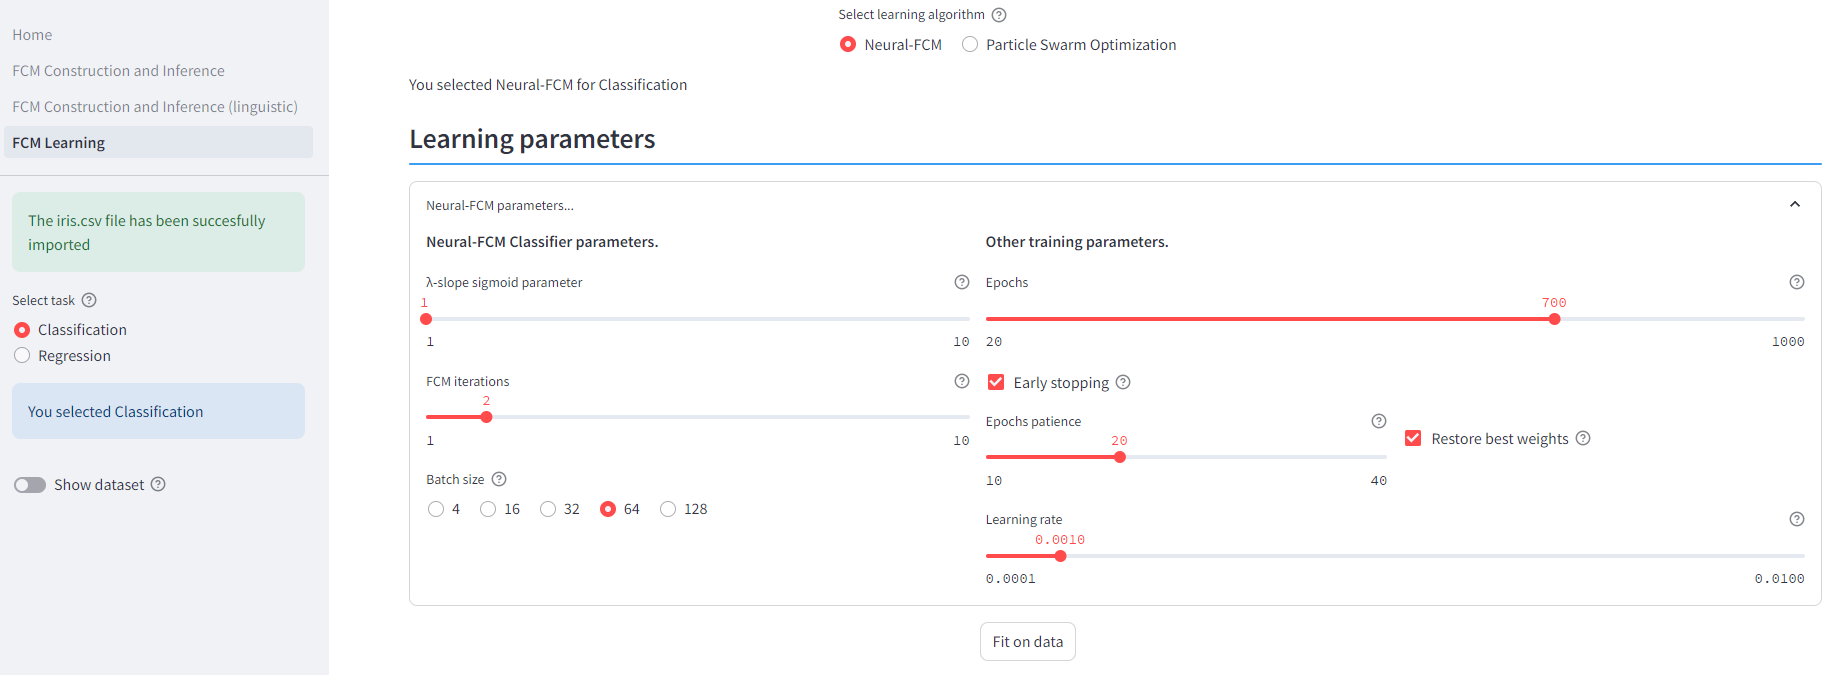 Home
FCM Construction and Inference
FCM Construction and Inference (linguistic)
FCM Learning
The iris.csv file has been succesfully
imported
Select task
Classification
Regression
You selected Classification
Show dataset
Select learning algorithm
Neural-FCM Particle Swarm Optimization
You selected Neural-FCM for Classification
Learning parameters
Neural-FCM parameters...
Neural-FCM Classifier parameters.
λ-slope sigmoid parameter
1
1 10
FCM iterations
2
1 10
Batch size
4 16 32 64 128
Other training parameters.
Epochs
700
20 1000
Early stopping
Epochs patience
20
10 40
Restore best weights
Learning rate
0.0010
0.0001 0.0100
Fit on data